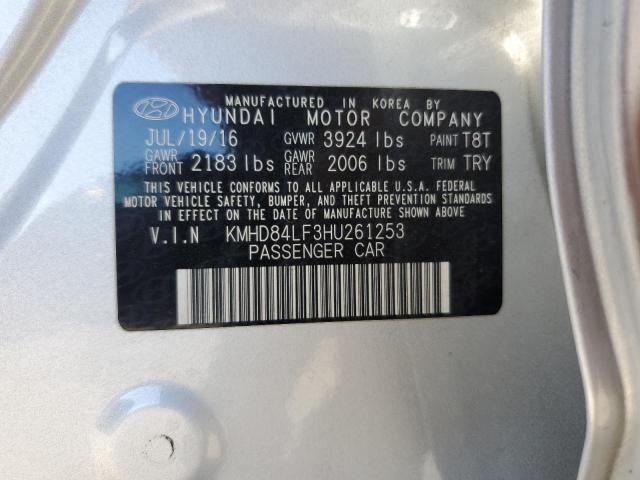 MANUFACTURED IN KOREA BY
HYUNDAI MOTOR COMPANY
JUL/19/16 GVWR 3924 lbs PAINT T8T
GAWR FRONT 2183 lbs GAWR REAR 2006 lbs TRIM TRY
THIS VEHICLE CONFORMS TO ALL APPLICABLE U.S.A. FEDERAL
MOTOR VEHICLE SAFETY, BUMPER, AND THEFT PREVENTION STANDARDS
IN EFFECT ON THE DATE OF MANUFACTURE SHOWN ABOVE.
V.I.N KMHD84LF3HU261253
PASSENGER CAR